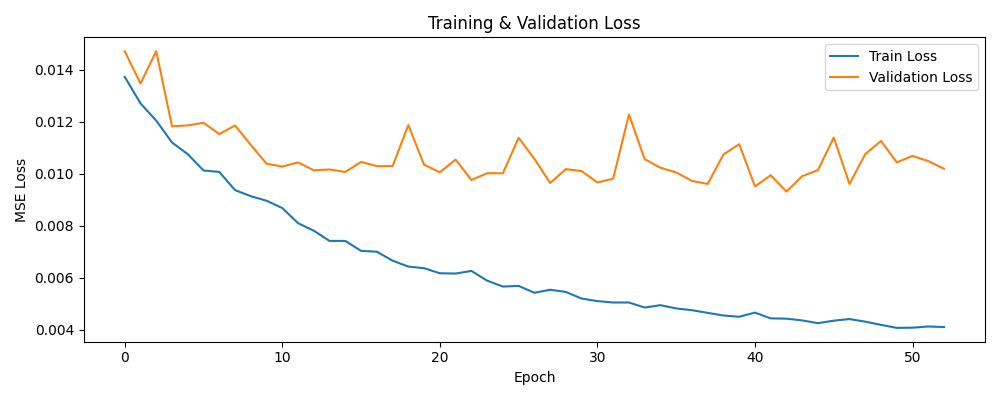 Training & Validation Loss
Train Loss
Validation Loss
MSE Loss
0.014
0.012
0.010
0.008
0.006
0.004
0 10 20 30 40 50
Epoch